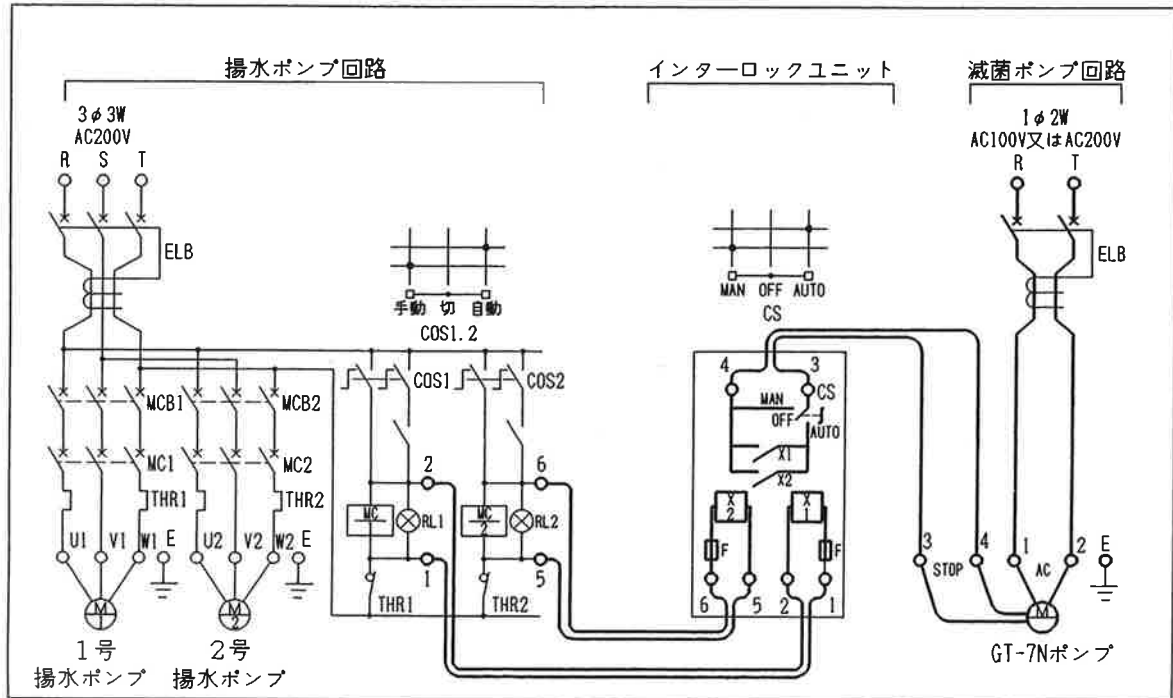 揚水ポンプ回路
インターロックユニット
滅菌ポンプ回路
3φ3W
AC200V
R S T
ELB
手動 切 自動
COS1.2
MAN OFF AUTO
CS
1φ2W
AC100V又はAC200V
R T
ELB
COS1
COS2
MCB1
MCB2
MC1
MC2
THR1
THR2
U1 V1 W1 E
U2 V2 W2 E
M
1
M
2
1号
揚水ポンプ
2号
揚水ポンプ
2
6
MC
RL1
MC
2
RL2
1
5
THR1
THR2
4 3
CS
MAN
OFF
AUTO
X1
X2
X
2
X
1
F
F
6 5 2 1
3 4 1 2 E
STOP
AC
M
GT-7Nポンプ